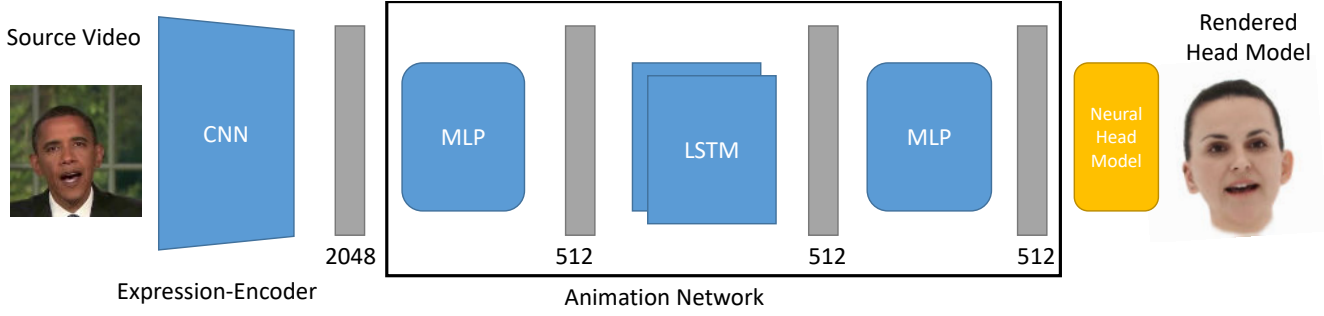 Source Video
CNN
2048
Expression-Encoder
MLP
512
LSTM
512
MLP
512
Animation Network
Neural
Head
Model
Rendered
Head Model